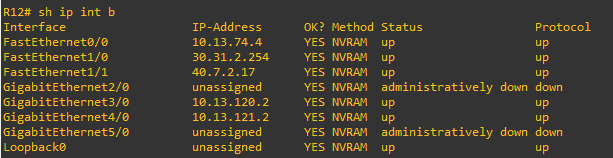 R12# sh ip int b
Interface IP-Address OK? Method Status Protocol
FastEthernet0/0 10.13.74.4 YES NVRAM up up
FastEthernet1/0 30.31.2.254 YES NVRAM up up
FastEthernet1/1 40.7.2.17 YES NVRAM up up
GigabitEthernet2/0 unassigned YES NVRAM administratively down down
GigabitEthernet3/0 10.13.120.2 YES NVRAM up up
GigabitEthernet4/0 10.13.121.2 YES NVRAM up up
GigabitEthernet5/0 unassigned YES NVRAM administratively down down
Loopback0 unassigned YES NVRAM up up